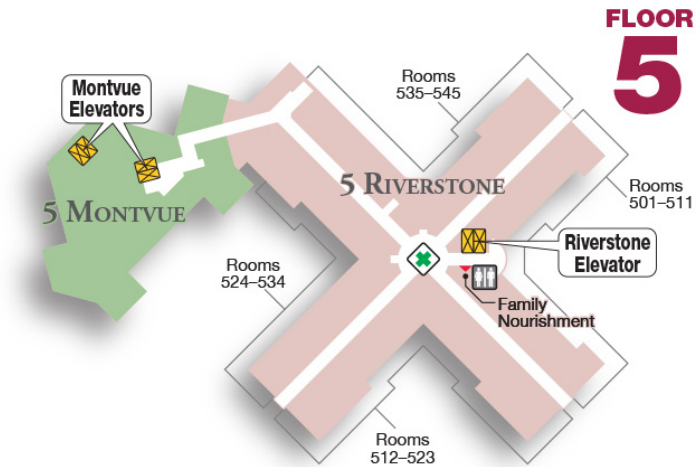 FLOOR
5
Montvue
Elevators
Rooms
535–545
5 RIVERSTONE
5 MONTVUE
Rooms
501–511
Riverstone
Elevator
Rooms
524–534
Family
Nourishment
Rooms
512–523